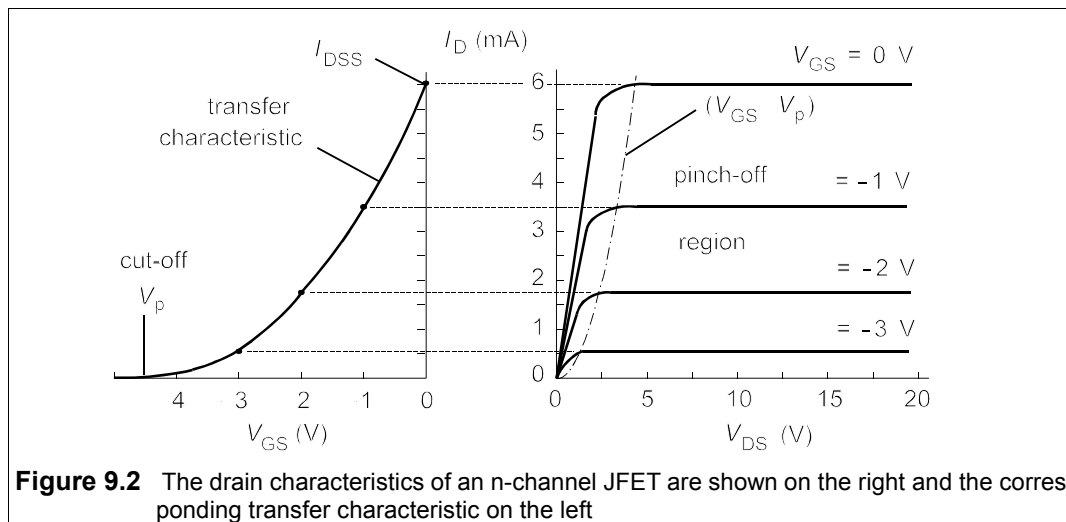 I_D (mA)
I_DSS
V_GS = 0 V
transfer
characteristic
(V_GS V_p)
pinch-off
= -1 V
region
cut-off
V_p
= -2 V
= -3 V
6
5
4
3
2
1
0
4 3 2 1 0
V_GS (V)
0 2.5 5 10 15 20
V_DS (V)
Figure 9.2 The drain characteristics of an n-channel JFET are shown on the right and the corres
ponding transfer characteristic on the left